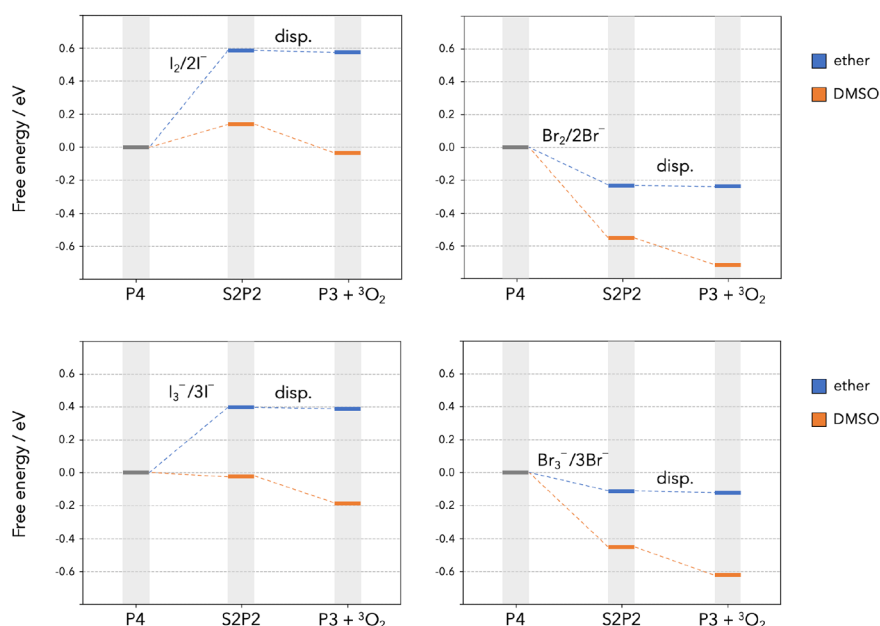 Free energy / eV
0.6
0.4
0.2
0.0
-0.2
-0.4
-0.6
I₂/2I⁻
disp.
P4
S2P2
P3 + ³O₂
0.6
0.4
0.2
0.0
-0.2
-0.4
-0.6
Br₂/2Br⁻
disp.
P4
S2P2
P3 + ³O₂
ether
DMSO
Free energy / eV
0.6
0.4
0.2
0.0
-0.2
-0.4
-0.6
I₃⁻/3I⁻
disp.
P4
S2P2
P3 + ³O₂
0.6
0.4
0.2
0.0
-0.2
-0.4
-0.6
Br₃⁻/3Br⁻
disp.
P4
S2P2
P3 + ³O₂
ether
DMSO